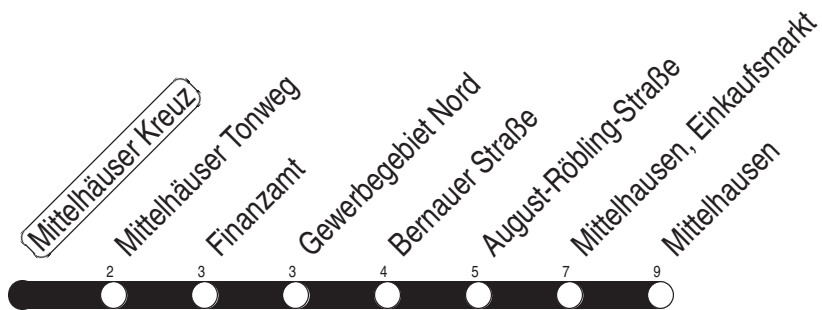 Mittelhäuser Kreuz
Mittelhäuser Tonweg
Finanzamt
Gewerbegebiet Nord
Bernauer Straße
August-Röbling-Straße
Mittelhausen, Einkaufsmarkt
Mittelhausen
2 3 3 4 5 7 9